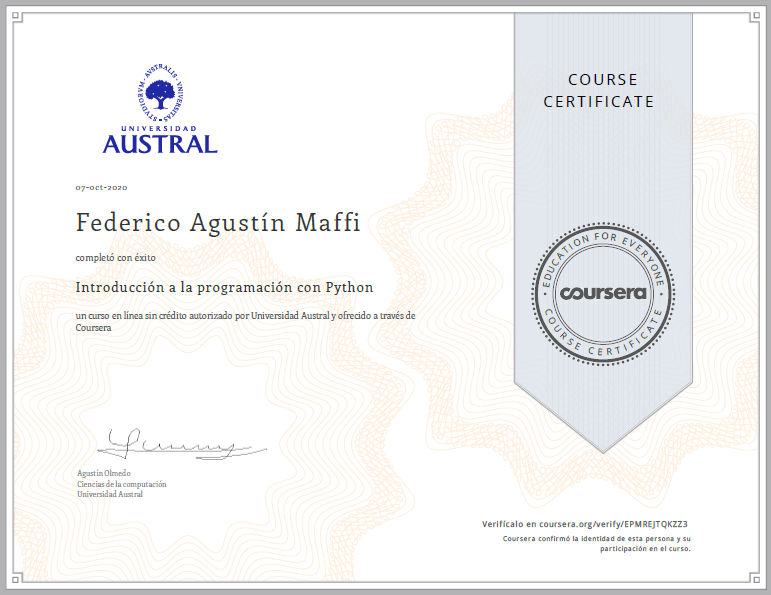 STVDIORVM · VNIVERSITAS · AVSTRALIS
UNIVERSIDAD
AUSTRAL
07-oct-2020
Federico Agustín Maffi
completó con éxito
Introducción a la programación con Python
un curso en línea sin crédito autorizado por Universidad Austral y ofrecido a través de
Coursera
Agustín Olmedo
Ciencias de la computación
Universidad Austral
COURSE
CERTIFICATE
EDUCATION FOR EVERYONE
coursera
COURSE CERTIFICATE
Verifícalo en coursera.org/verify/EPMREJTQKZZ3
Coursera confirmó la identidad de esta persona y su
participación en el curso.